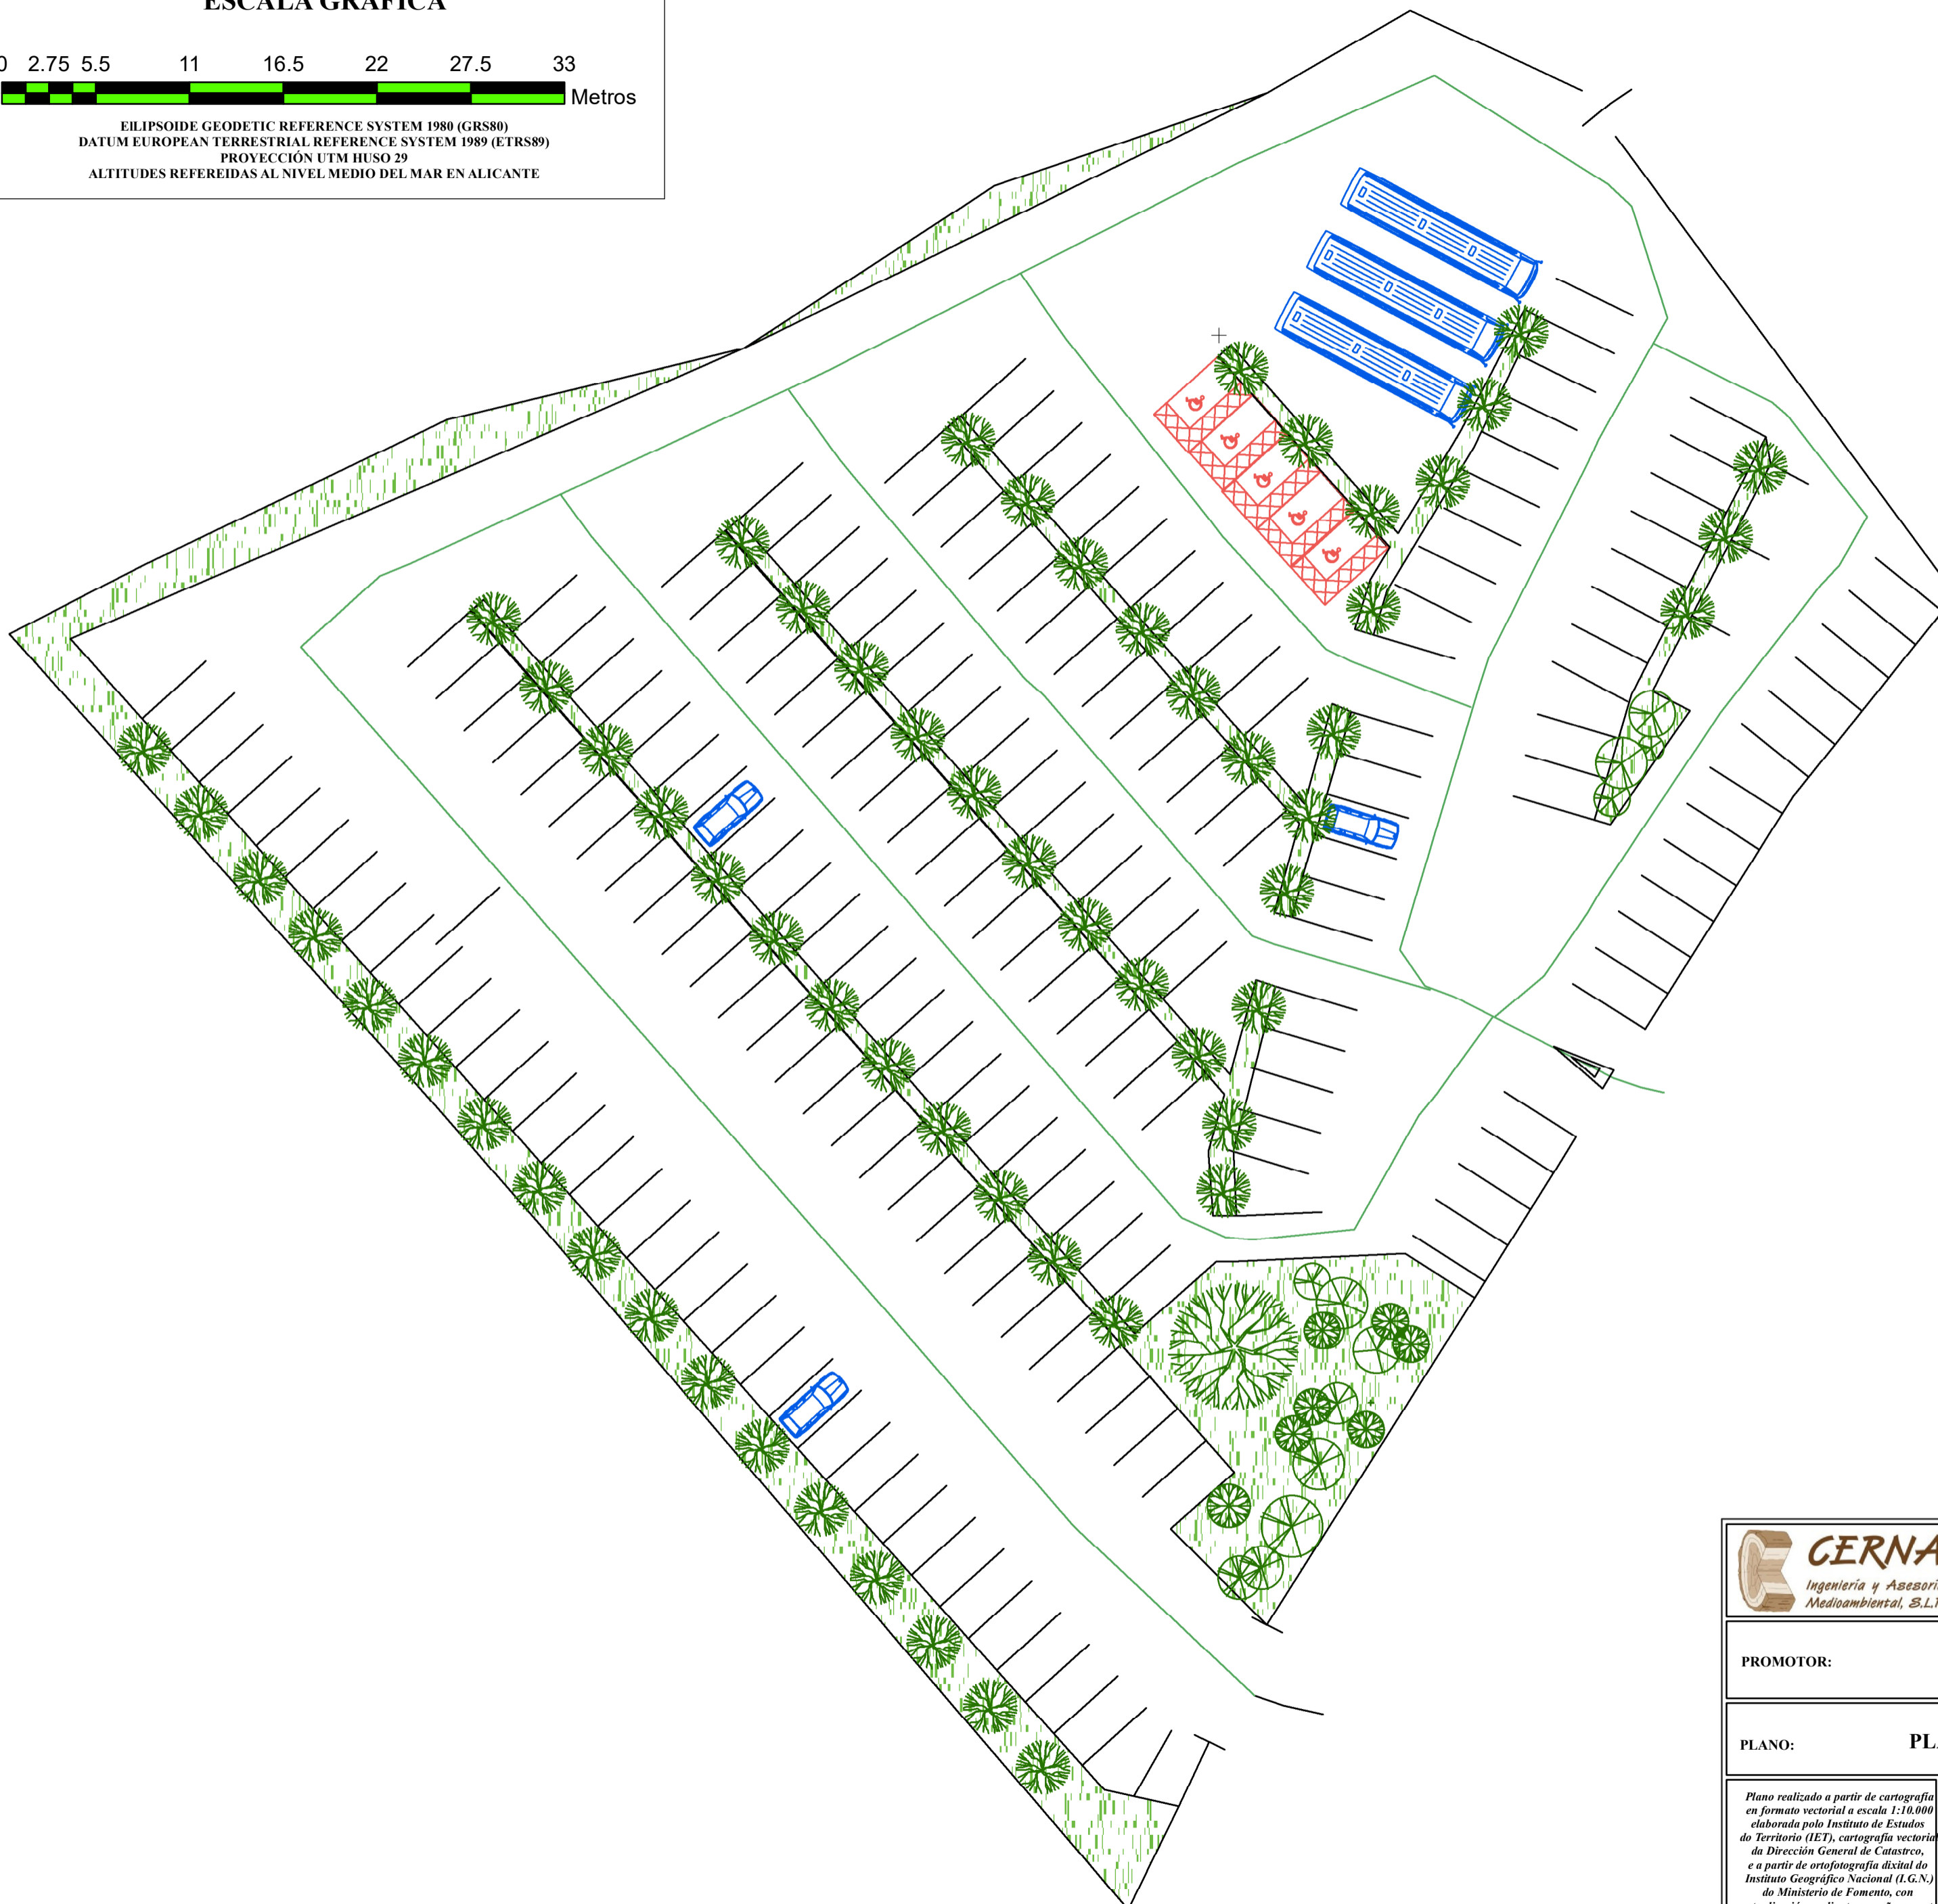 ESCALA GRÁFICA
0 2.75 5.5 11 16.5 22 27.5 33
Metros
ElLIPSOIDE GEODETIC REFERENCE SYSTEM 1980 (GRS80)
DATUM EUROPEAN TERRESTRIAL REFERENCE SYSTEM 1989 (ETRS89)
PROYECCIÓN UTM HUSO 29
ALTITUDES REFEREIDAS AL NIVEL MEDIO DEL MAR EN ALICANTE
CERNA
Ingeniería y Asesorí
Medioambiental, S.L.
PROMOTOR:
PLANO: PL
Plano realizado a partir de cartografía
en formato vectorial a escala 1:10.000
elaborada polo Instituto de Estudos
do Territorio (IET), cartografía vectorial
da Dirección General de Catastrco,
e a partir de ortofotografía dixital do
Instituto Geográfico Nacional (I.G.N.)
do Ministerio de Fomento, con